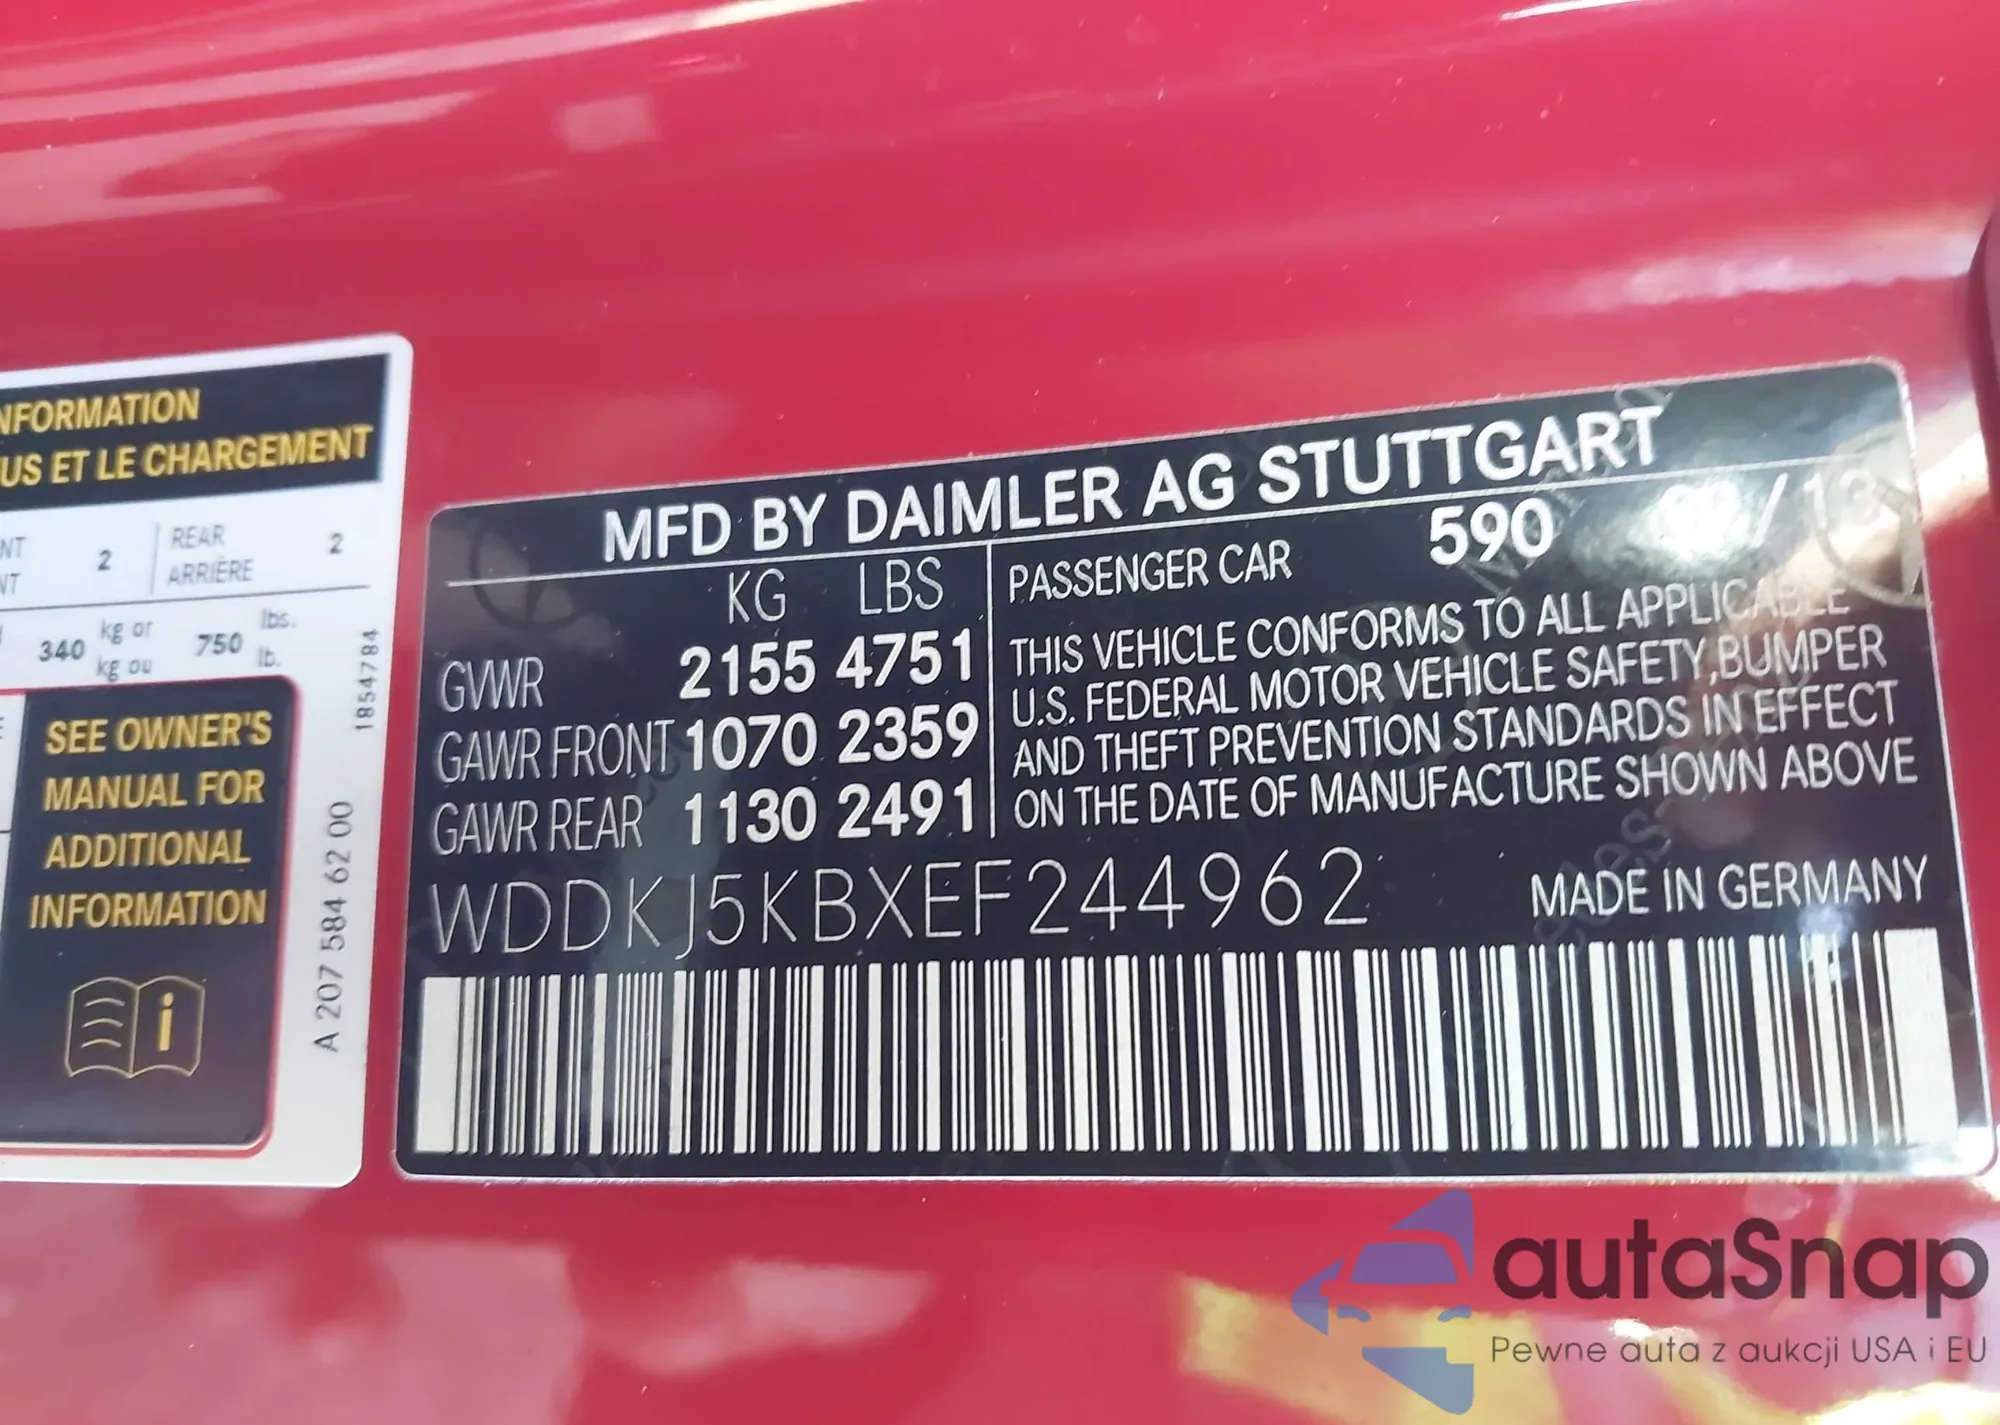 NFORMATION
US ET LE CHARGEMENT
NT
NT
2
REAR
ARRIÈRE
2
340
kg or
kg ou
750
lbs.
lb.
SEE OWNER'S
MANUAL FOR
ADDITIONAL
INFORMATION
i
A 207 584 62 00
1854784
MFD BY DAIMLER AG STUTTGART
KG LBS
GVWR 2155 4751
GAWR FRONT 1070 2359
GAWR REAR 1130 2491
PASSENGER CAR 590 /13
THIS VEHICLE CONFORMS TO ALL APPLICABLE
U.S. FEDERAL MOTOR VEHICLE SAFETY,BUMPER
AND THEFT PREVENTION STANDARDS IN EFFECT
ON THE DATE OF MANUFACTURE SHOWN ABOVE
WDDKJ5KBXEF244962
MADE IN GERMANY
autaSnap
Pewne auta z aukcji USA i EU